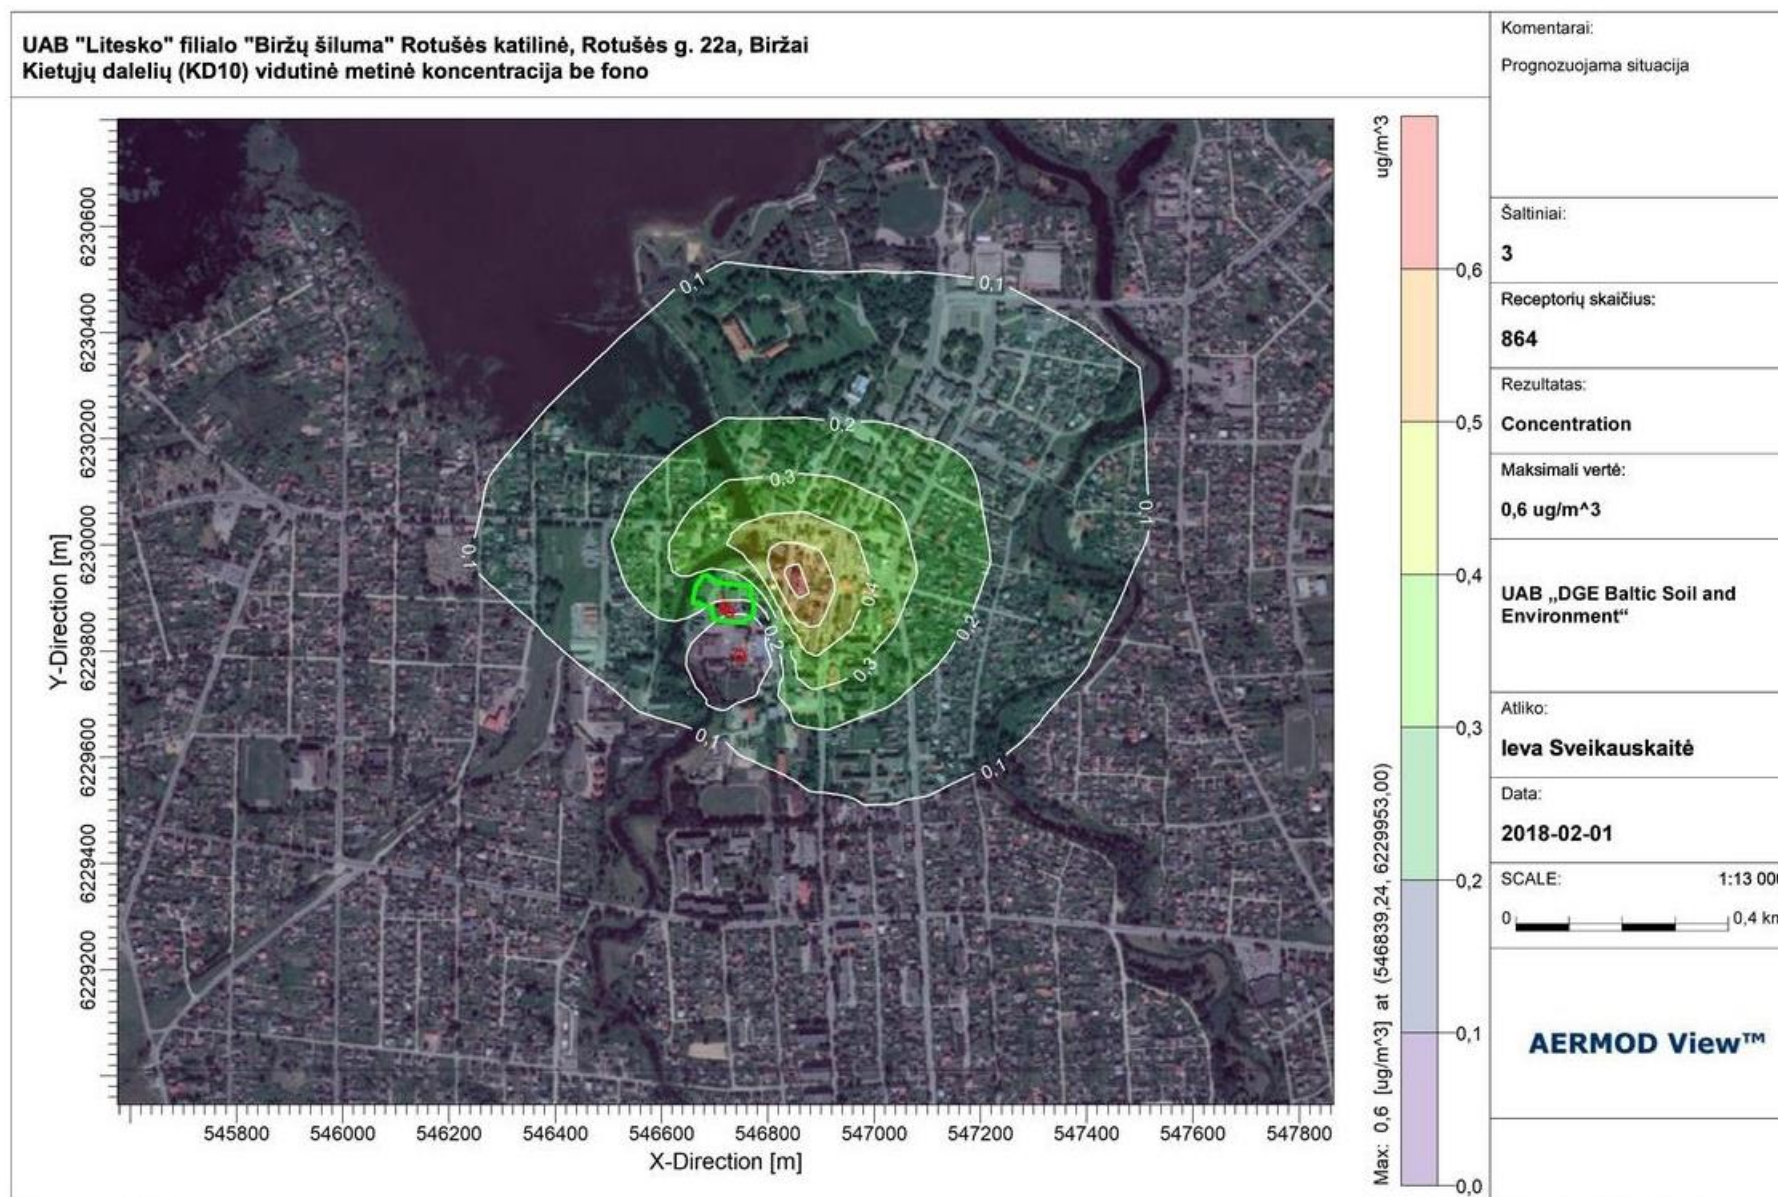 UAB "Litesko" filialo "Biržų šiluma" Rotušės katilinė, Rotušės g. 22a, Biržai
Kietųjų dalelių (KD10) vidutinė metinė koncentracija be fono
Komentarai:
Prognozuojama situacija
Šaltiniai:
3
Receptorių skaičius:
864
Rezultatas:
Concentration
Maksimali vertė:
0,6 ug/m^3
UAB „DGE Baltic Soil and
Environment“
Atliko:
Ieva Sveikauskaitė
Data:
2018-02-01
SCALE:
1:13 000
0
0,4 km
AERMOD View™
Y-Direction [m]
6230600
6230400
6230200
6230000
6229800
6229600
6229400
6229200
545800
546000
546200
546400
546600
546800
547000
547200
547400
547600
547800
X-Direction [m]
0,1
0,1
0,2
0,3
0,1
0,1
0,4
0,2
0,2
0,3
0,1
0,1
ug/m^3
0,6
0,5
0,4
0,3
0,2
0,1
0,0
Max: 0,6 [ug/m^3] at (546839,24, 6229953,00)